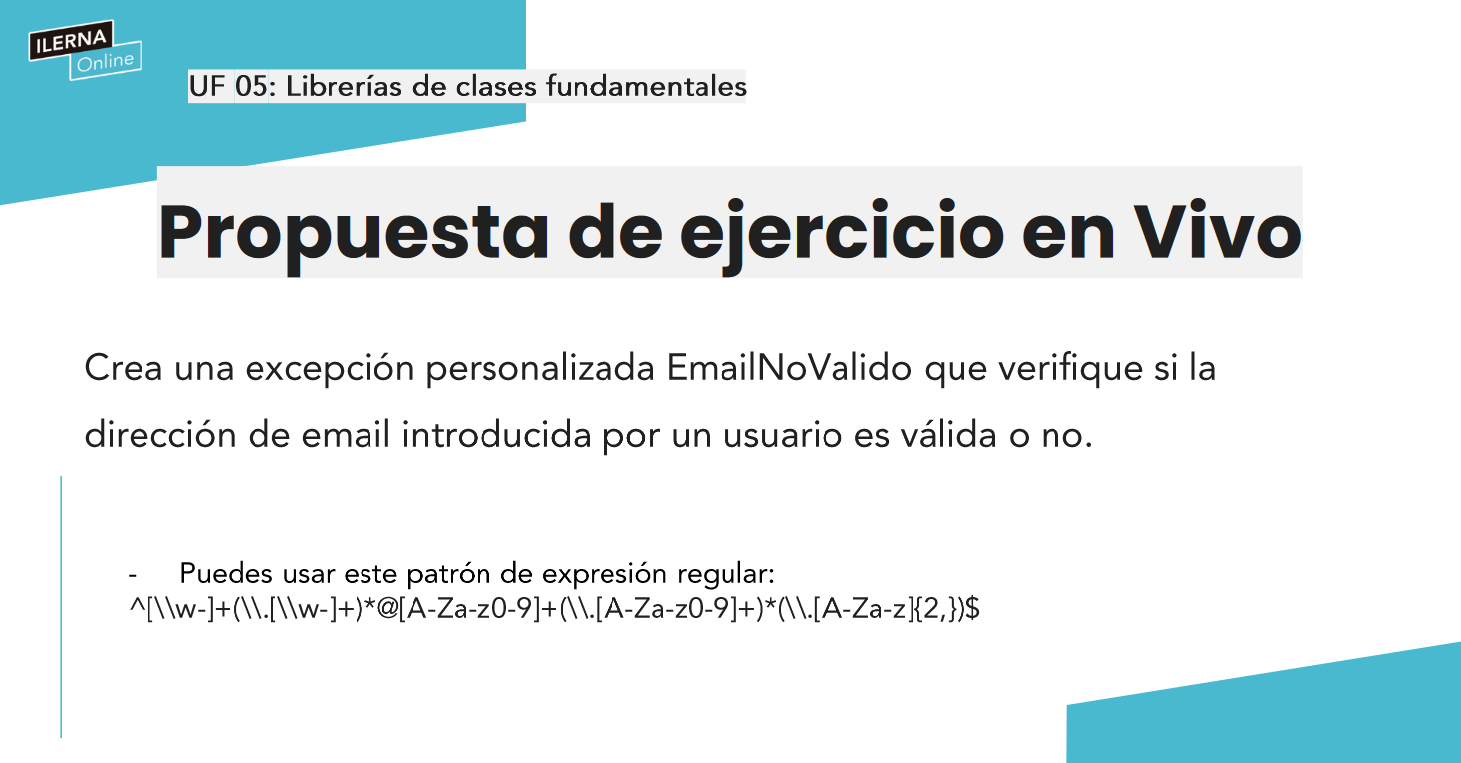 ILERNA
Online
UF 05: Librerías de clases fundamentales
Propuesta de ejercicio en Vivo
Crea una excepción personalizada EmailNoValido que verifique si la
dirección de email introducida por un usuario es válida o no.
- Puedes usar este patrón de expresión regular:
^[\\w-]+(\\.[\\w-]+)*@[A-Za-z0-9]+(\\.[A-Za-z0-9]+)*(\\.[A-Za-z]{2,})$